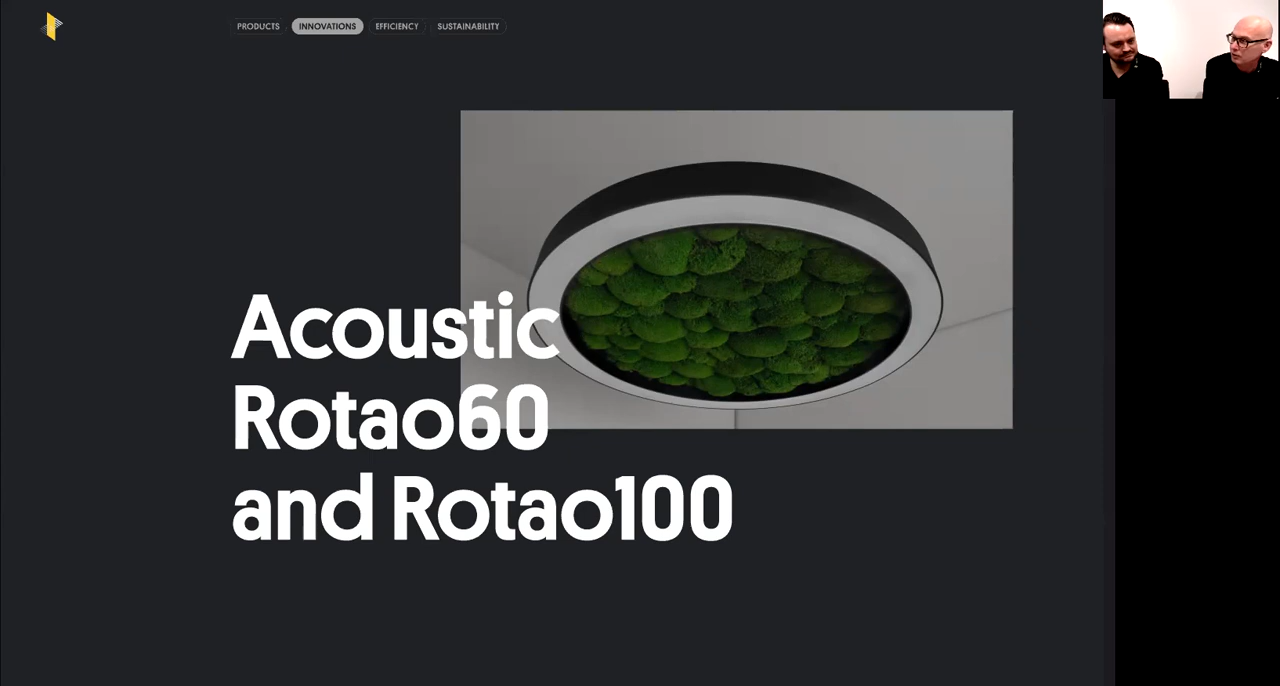 PRODUCTS
INNOVATIONS
EFFICIENCY
SUSTAINABILITY
Acoustic
Rotao60
and Rotao100